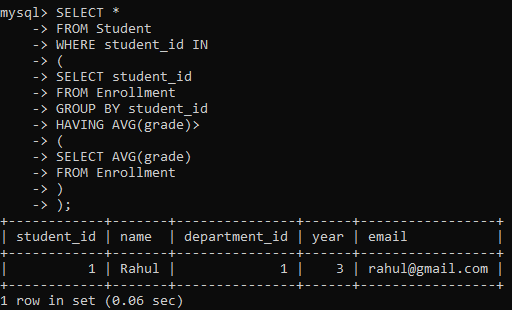 mysql> SELECT *
    -> FROM Student
    -> WHERE student_id IN
    -> (
    -> SELECT student_id
    -> FROM Enrollment
    -> GROUP BY student_id
    -> HAVING AVG(grade)>
    -> (
    -> SELECT AVG(grade)
    -> FROM Enrollment
    -> )
    -> );
+------------+-------+---------------+------+-----------------+
| student_id | name  | department_id | year | email           |
+------------+-------+---------------+------+-----------------+
|          1 | Rahul |             1 |    3 | rahul@gmail.com |
+------------+-------+---------------+------+-----------------+
1 row in set (0.06 sec)